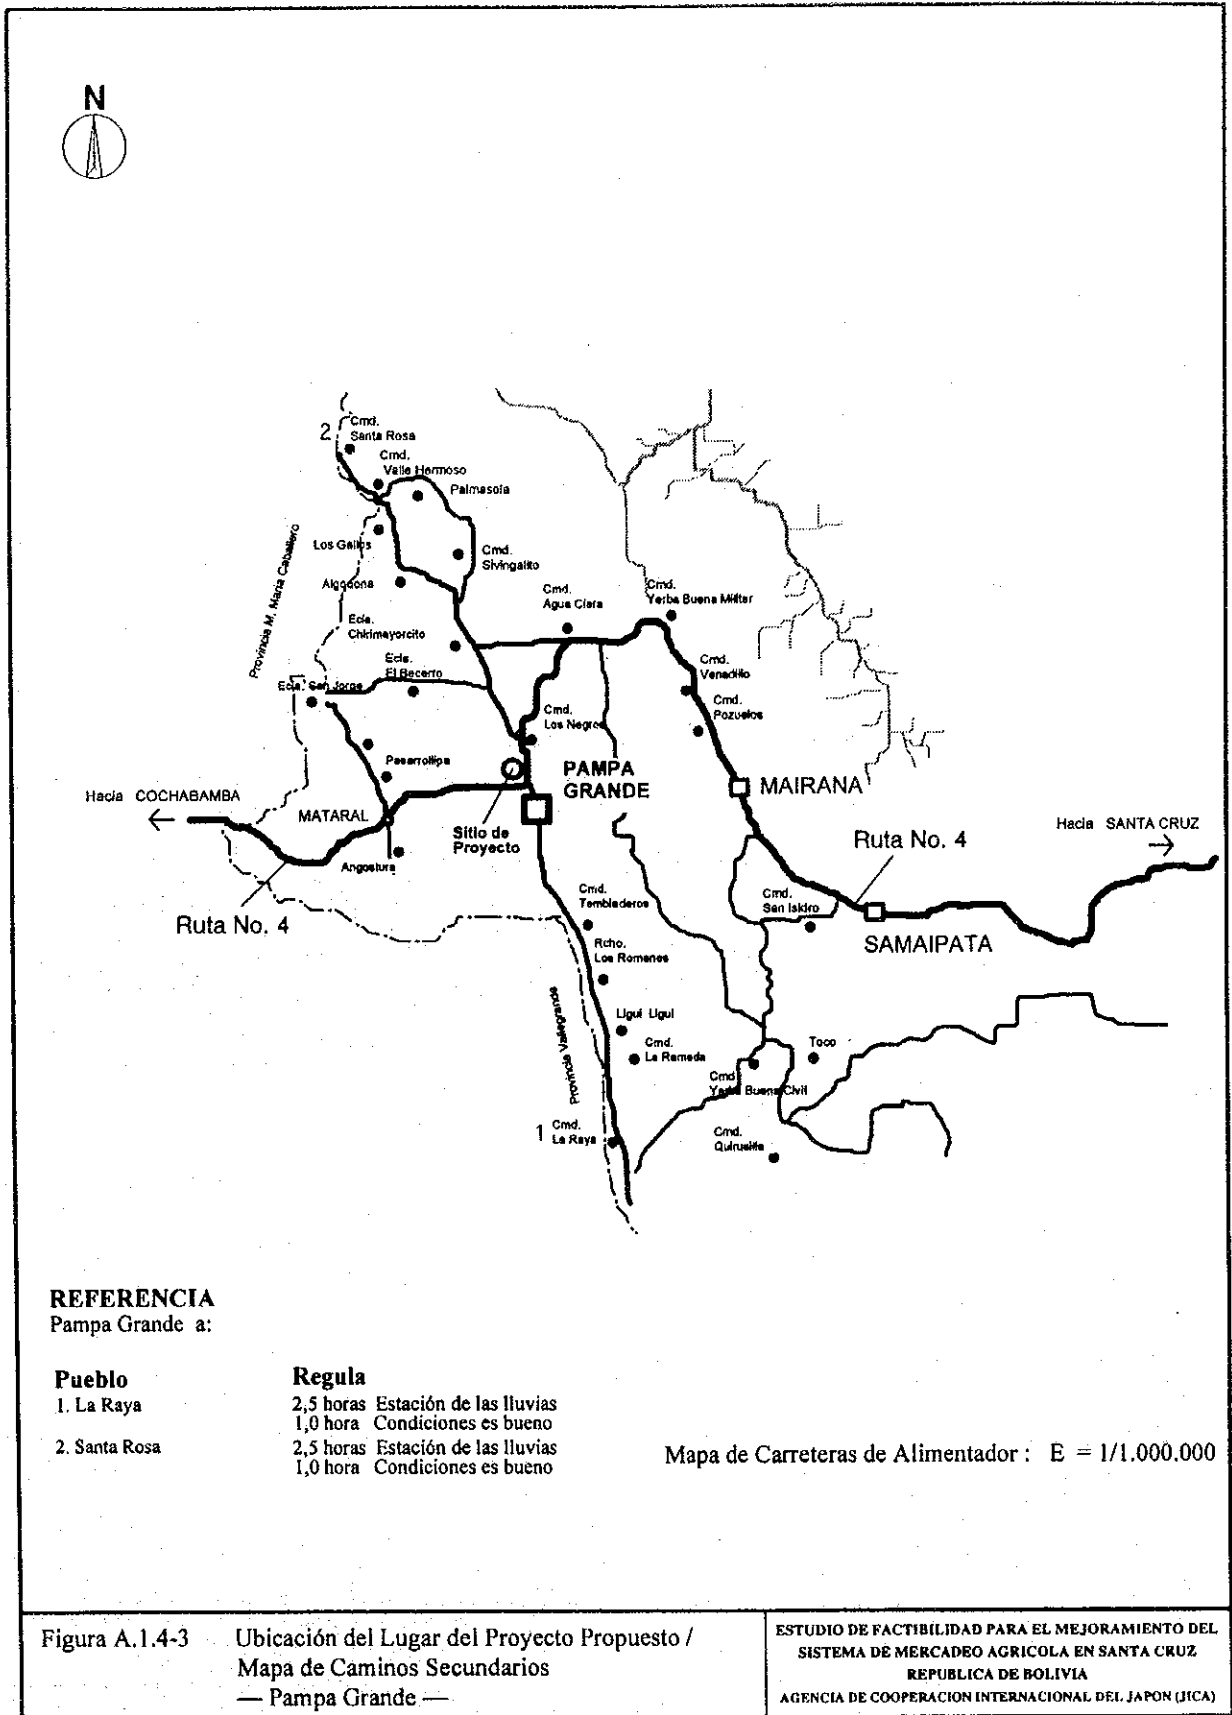 N
2
Cmd.
Santa Rosa
Cmd.
Valle Hermoso
Palmasola
Los Gallos
Cmd.
Sivingalito
Algodona
Provincia M. Maria Caballero
Cmd.
Agua Clara
Cmd.
Yerba Buena Militar
Ecla.
Chirimayorcito
Ecla.
El Becerro
Ecla. San Jorge
Cmd.
Venadillo
Cmd.
Pozuelos
Cmd.
Los Negros
Pasarrollipa
PAMPA
GRANDE
MAIRANA
Hacia COCHABAMBA
MATARAL
Sitio de
Proyecto
Hacia SANTA CRUZ
Ruta No. 4
Angostura
Ruta No. 4
Cmd.
Tembladeros
Cmd.
San Isidro
SAMAIPATA
Rcho.
Los Romanes
Provincia Vallegrande
Ligui Ligui
Cmd.
La Rameda
Toco
Cmd
Yerba Buena Civil
1 Cmd.
La Raya
Cmd.
Quirusilla
REFERENCIA
Pampa Grande a:
Pueblo Regula
1. La Raya 2,5 horas Estación de las lluvias
1,0 hora Condiciones es bueno
2. Santa Rosa 2,5 horas Estación de las lluvias
1,0 hora Condiciones es bueno
Mapa de Carreteras de Alimentador : E = 1/1.000.000
Figura A.1.4-3 Ubicación del Lugar del Proyecto Propuesto /
Mapa de Caminos Secundarios
— Pampa Grande —
ESTUDIO DE FACTIBILIDAD PARA EL MEJORAMIENTO DEL
SISTEMA DE MERCADEO AGRICOLA EN SANTA CRUZ
REPUBLICA DE BOLIVIA
AGENCIA DE COOPERACION INTERNACIONAL DEL JAPON (JICA)